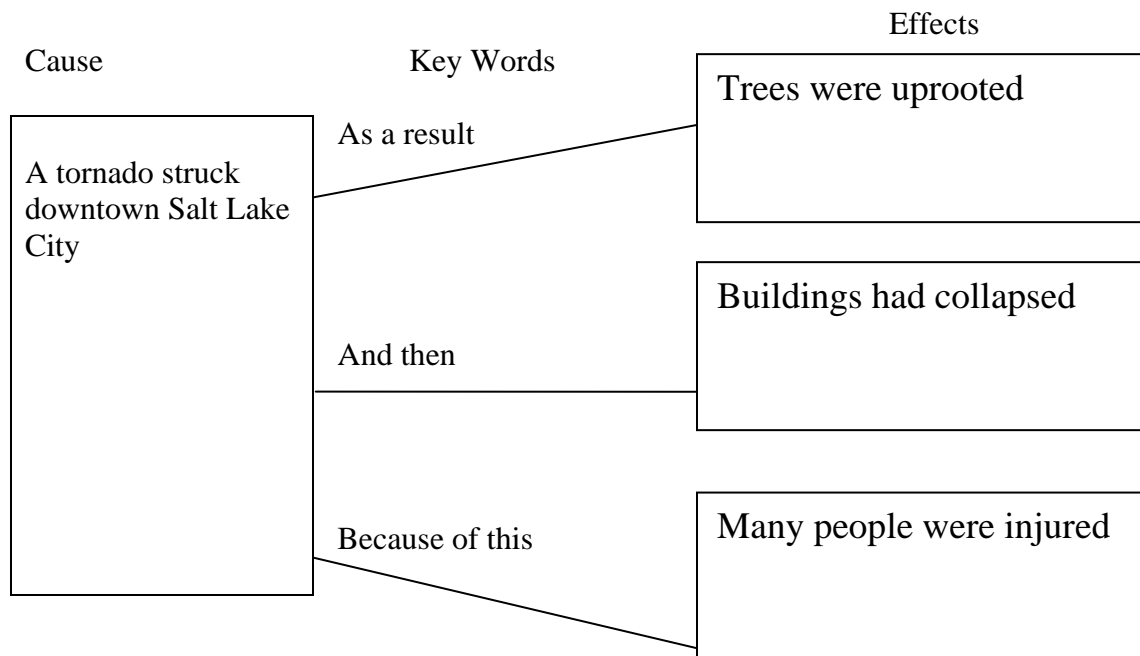 Effects
Cause
Key Words
Trees were uprooted
As a result
A tornado struck
downtown Salt Lake
City
Buildings had collapsed
And then
Many people were injured
Because of this